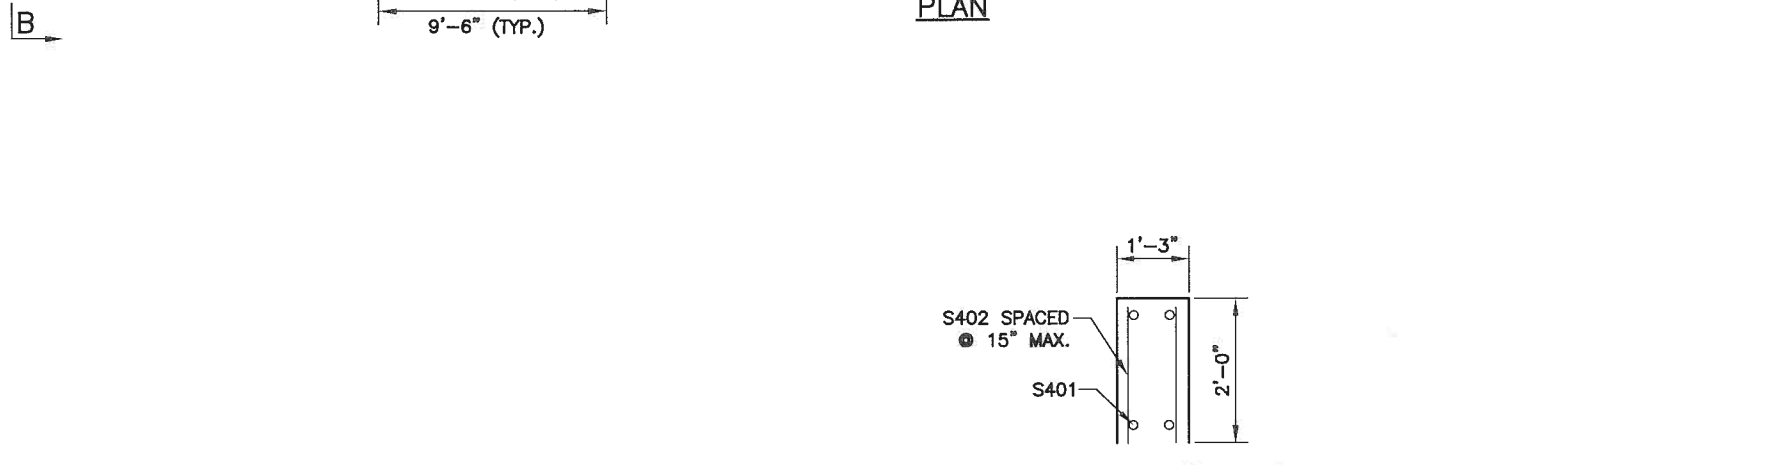 B
9'-6" (TYP.)
PLAN
1'-3"
S402 SPACED
@ 15" MAX.
S401
2'-0"